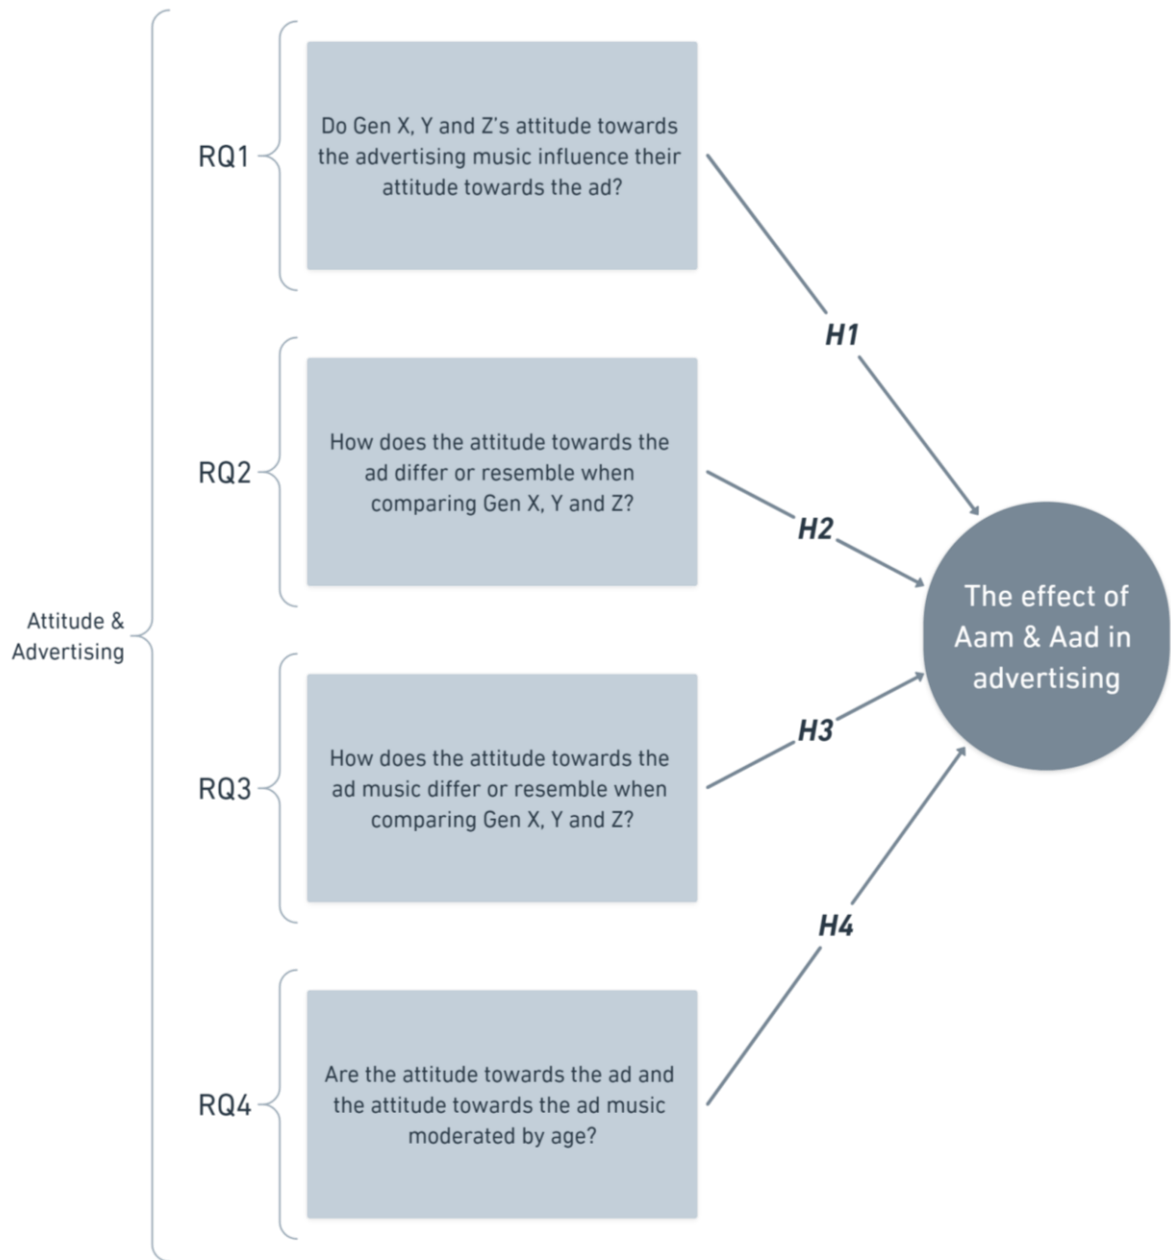 RQ1
Do Gen X, Y and Z's attitude towards
the advertising music influence their
attitude towards the ad?
H1
RQ2
How does the attitude towards the
ad differ or resemble when
comparing Gen X, Y and Z?
H2
Attitude &
Advertising
The effect of
Aam & Aad in
advertising
RQ3
How does the attitude towards the
ad music differ or resemble when
comparing Gen X, Y and Z?
H3
RQ4
Are the attitude towards the ad and
the attitude towards the ad music
moderated by age?
H4